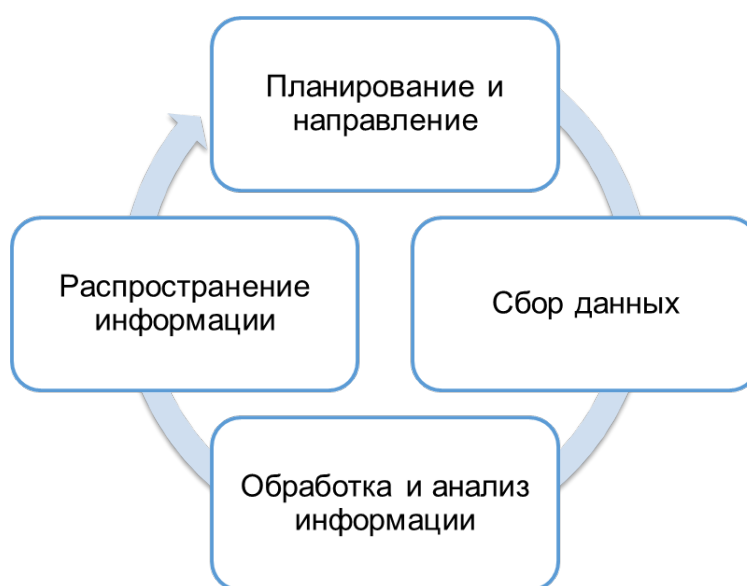 Планирование и
направление
Сбор данных
Обработка и анализ
информации
Распространение
информации